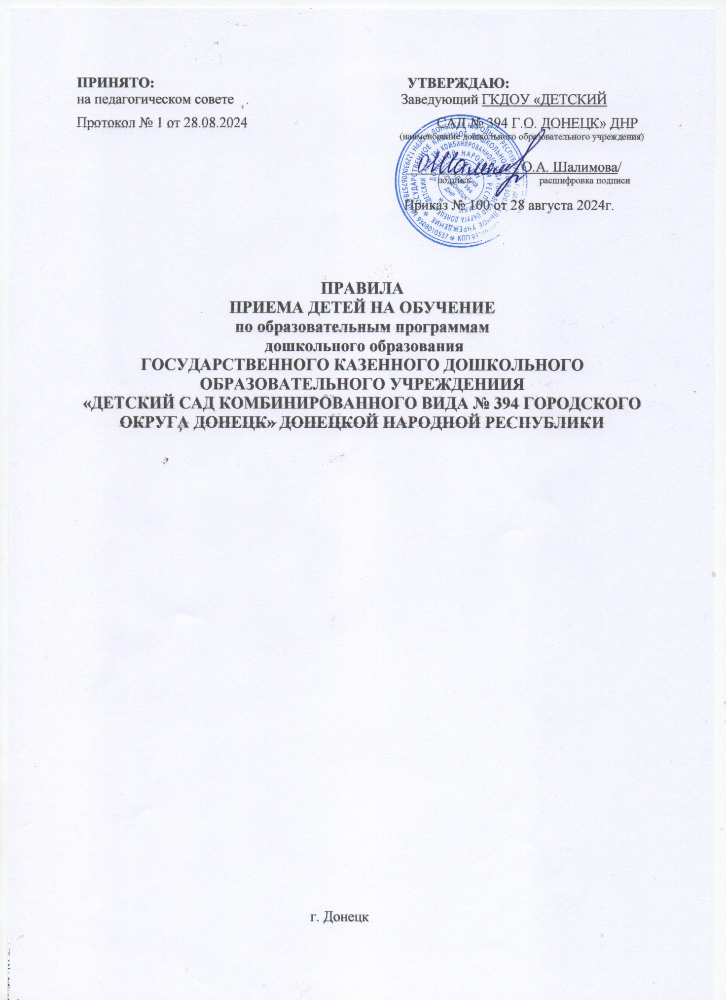 ПРИНЯТО:
на педагогическом совете
Протокол № 1 от 28.08.2024
УТВЕРЖДАЮ:
Заведующий ГКДОУ «ДЕТСКИЙ
САД № 394 Г.О. ДОНЕЦК» ДНР
(наименование дошкольного образовательного учреждения)
О.А. Шалимова/
подпись расшифровка подписи
Приказ № 100 от 28 августа 2024г.
ПРАВИЛА
ПРИЕМА ДЕТЕЙ НА ОБУЧЕНИЕ
по образовательным программам
дошкольного образования
ГОСУДАРСТВЕННОГО КАЗЕННОГО ДОШКОЛЬНОГО
ОБРАЗОВАТЕЛЬНОГО УЧРЕЖДЕНИИЯ
«ДЕТСКИЙ САД КОМБИНИРОВАННОГО ВИДА № 394 ГОРОДСКОГО
ОКРУГА ДОНЕЦК» ДОНЕЦКОЙ НАРОДНОЙ РЕСПУБЛИКИ
г. Донецк